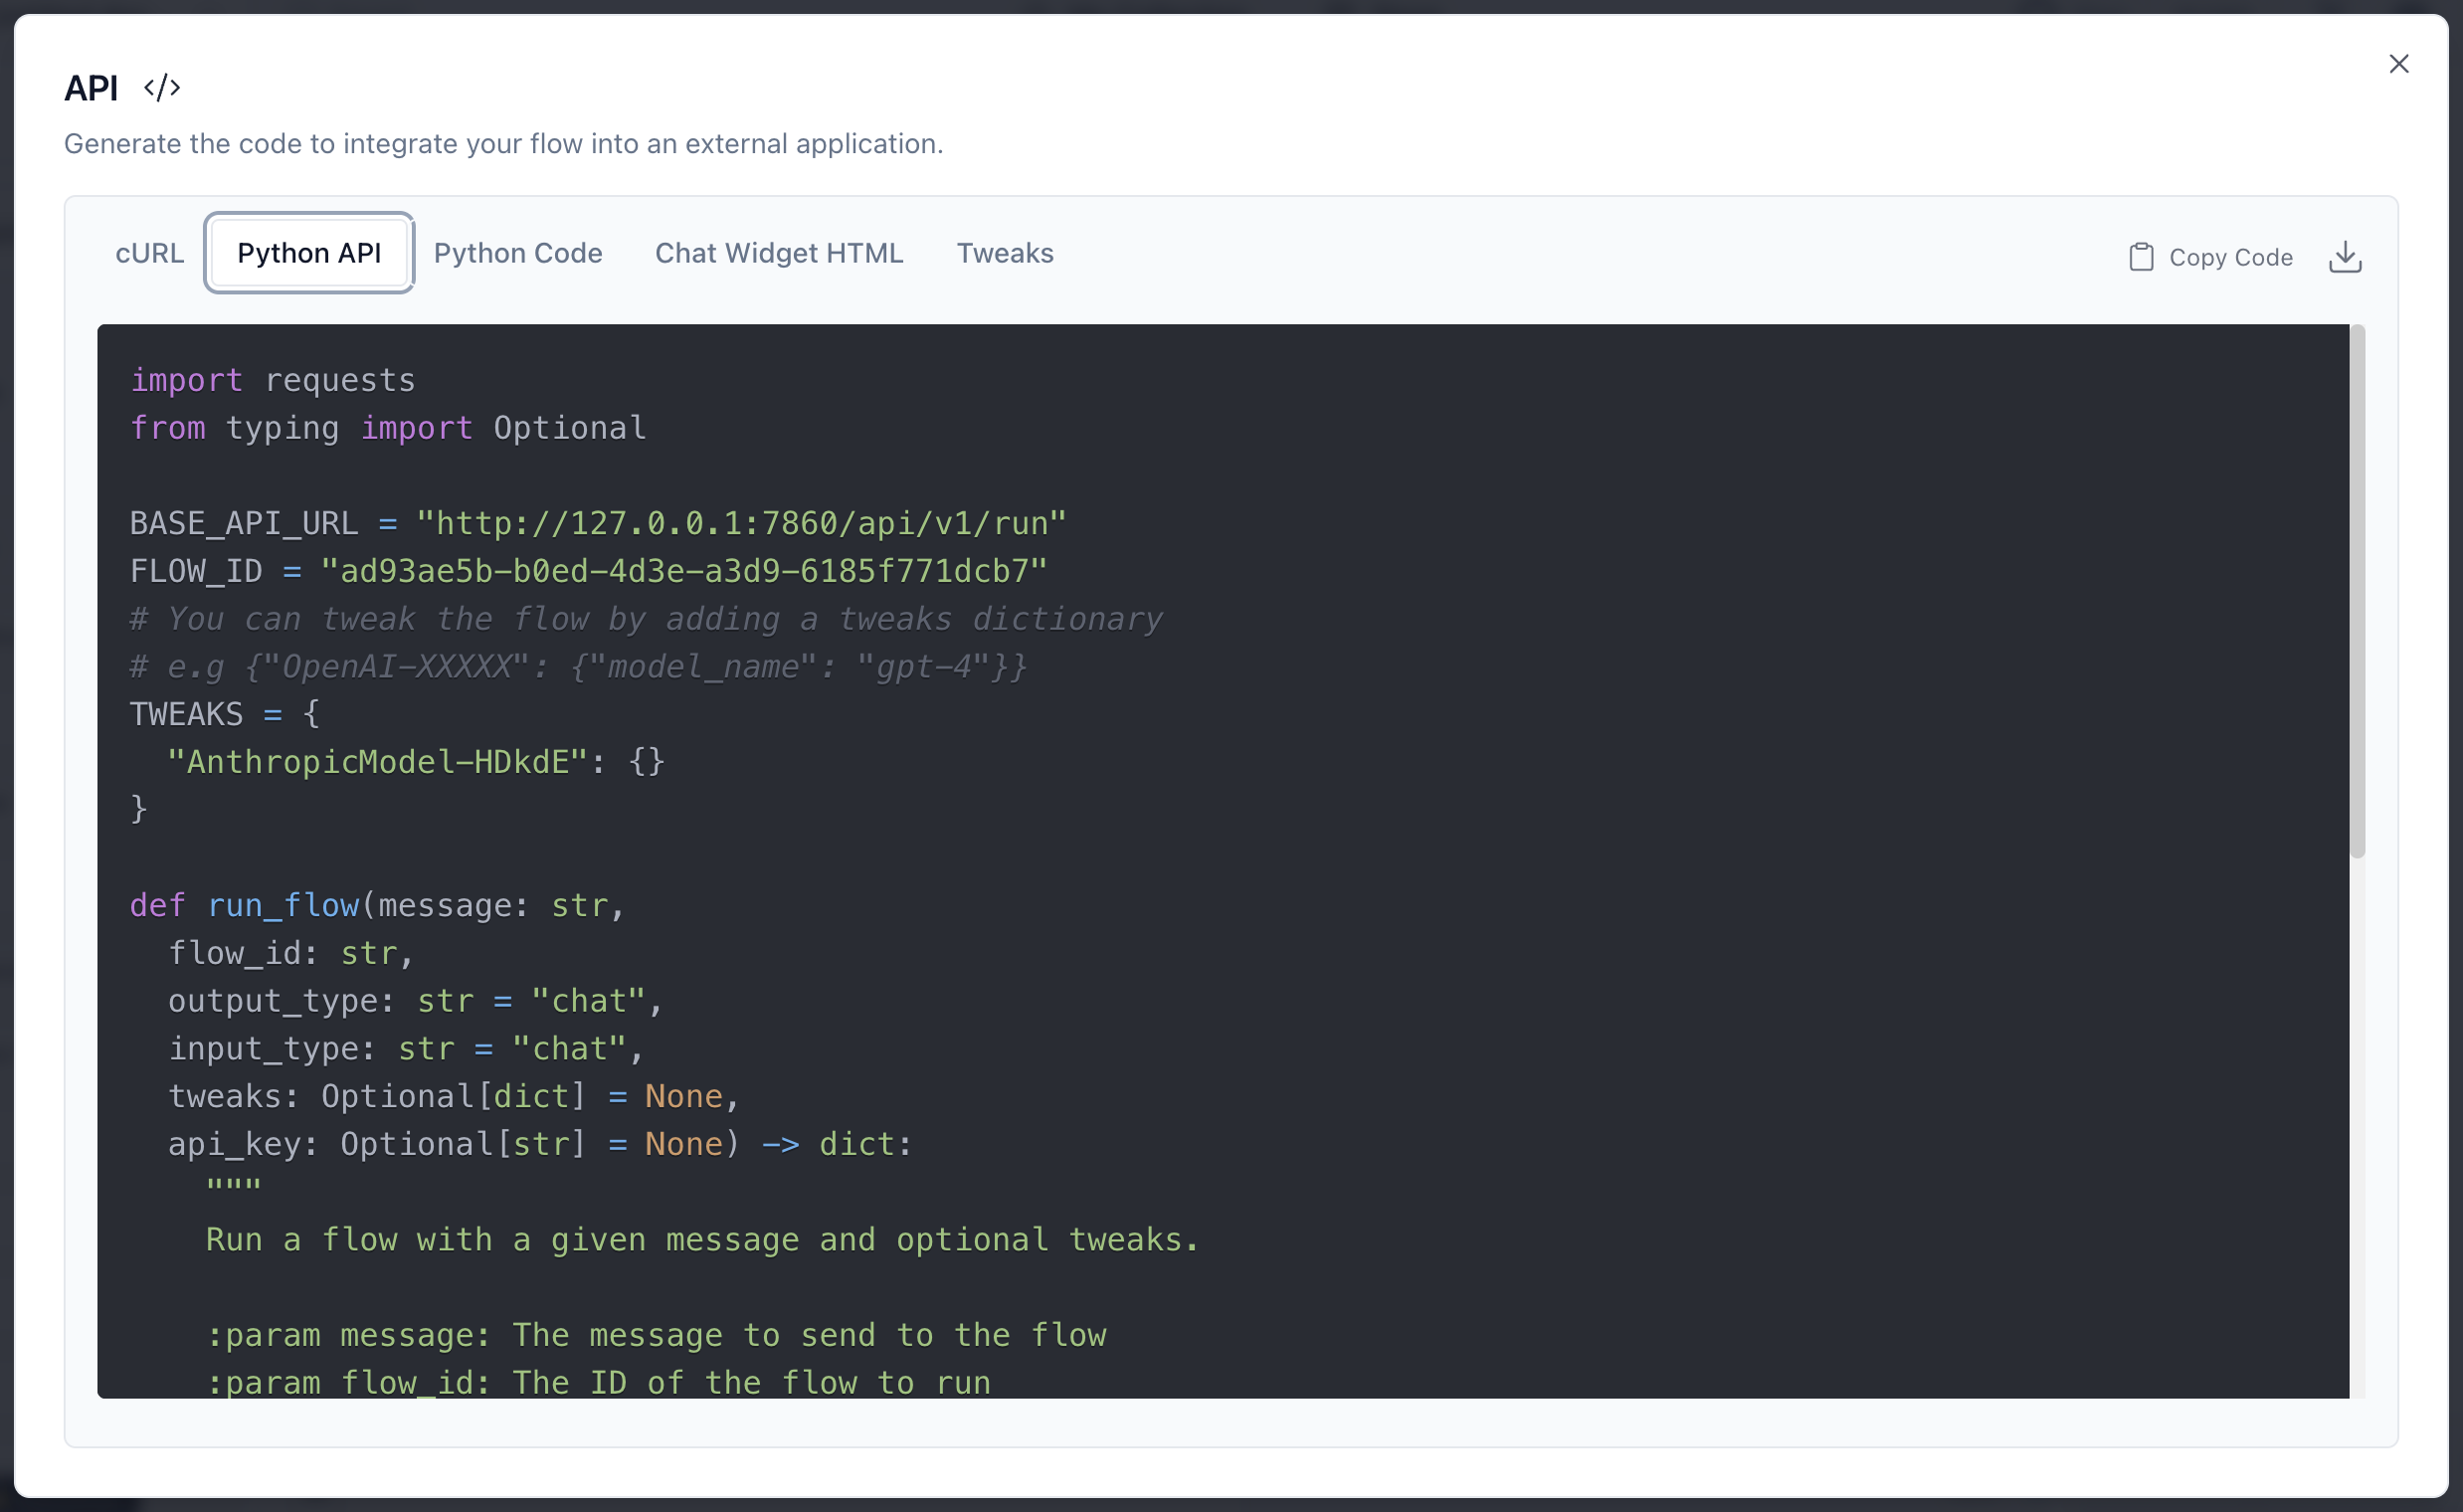 API </>
Generate the code to integrate your flow into an external application.
cURL Python API Python Code Chat Widget HTML Tweaks Copy Code
import requests
from typing import Optional

BASE_API_URL = "http://127.0.0.1:7860/api/v1/run"
FLOW_ID = "ad93ae5b-b0ed-4d3e-a3d9-6185f771dcb7"
# You can tweak the flow by adding a tweaks dictionary
# e.g {"OpenAI-XXXXX": {"model_name": "gpt-4"}}
TWEAKS = {
  "AnthropicModel-HDkdE": {}
}

def run_flow(message: str,
  flow_id: str,
  output_type: str = "chat",
  input_type: str = "chat",
  tweaks: Optional[dict] = None,
  api_key: Optional[str] = None) -> dict:
    """
    Run a flow with a given message and optional tweaks.

    :param message: The message to send to the flow
    :param flow_id: The ID of the flow to run